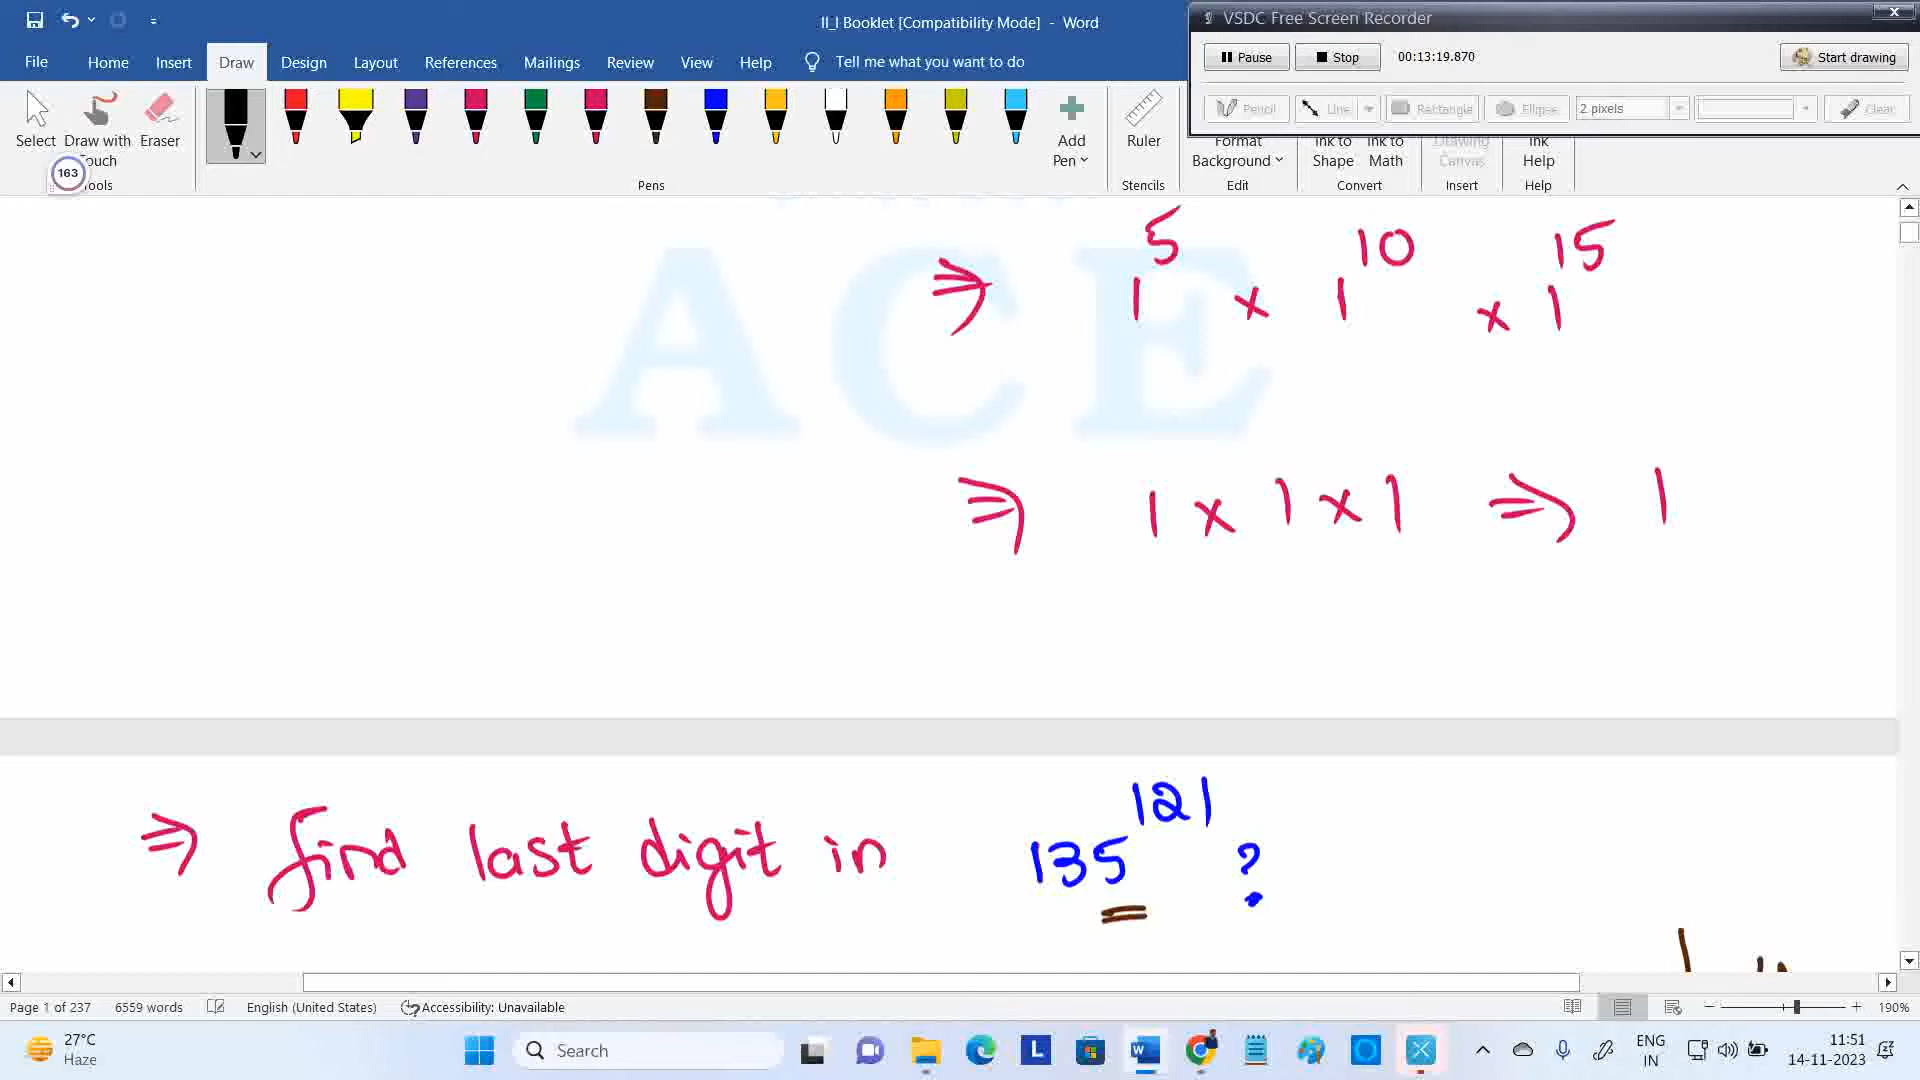 II_I Booklet [Compatibility Mode] - Word
VSDC Free Screen Recorder
Pause Stop 00:13:19.870 Start drawing
File Home Insert Draw Design Layout References Mailings Review View Help Tell me what you want to do
Pencil Line Rectangle Ellipse 2 pixels Clear
Select Draw with Touch Eraser Add Pen Ruler Format Background Ink to Shape Ink to Math Drawing Canvas Ink Help
163
Tools Pens Stencils Edit Convert Insert Help
ACE
⇒ 1^5 x 1^10 x 1^15
⇒ 1 x 1 x 1 ⇒ 1
⇒ find last digit in 135^121 ?
Page 1 of 237 6559 words English (United States) Accessibility: Unavailable 190%
27°C
Haze
Search
L
ENG
IN
11:51
14-11-2023